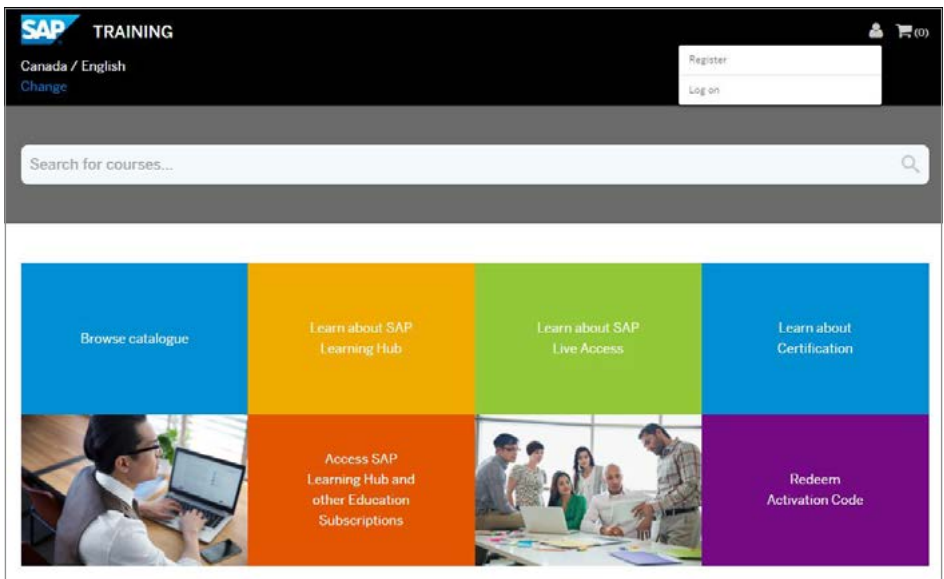 SAP TRAINING
(0)
Canada / English
Change
Register
Log on
Search for courses...
Browse catalogue
Learn about SAP
Learning Hub
Learn about SAP
Live Access
Learn about
Certification
Access SAP
Learning Hub and
other Education
Subscriptions
Redeem
Activation Code